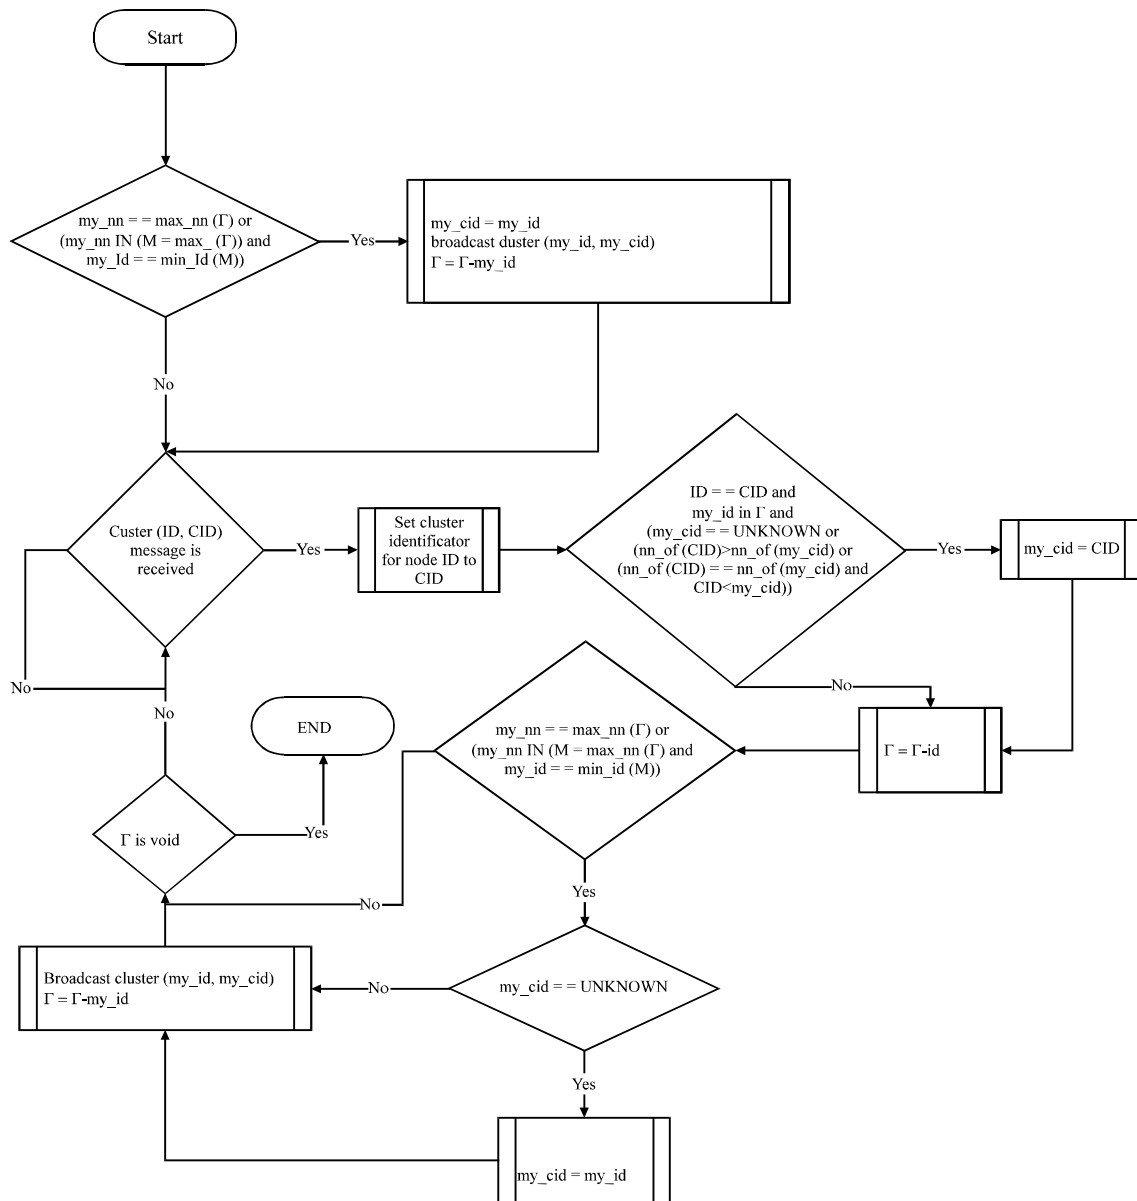 Start
my_nn = = max_nn (Γ) or
(my_nn IN (M = max_ (Γ)) and
my_Id = = min_Id (M))
Yes
my_cid = my_id
broadcast duster (my_id, my_cid)
Γ = Γ-my_id
No
Custer (ID, CID)
message is
received
Yes
Set cluster
identificator
for node ID to
CID
ID = = CID and
my_id in Γ and
(my_cid = = UNKNOWN or
(nn_of (CID)>nn_of (my_cid) or
(nn_of (CID) = = nn_of (my_cid) and
CID<my_cid))
Yes
my_cid = CID
No
No
No
END
my_nn = = max_nn (Γ) or
(my_nn IN (M = max_nn (Γ) and
my_id = = min_id (M))
Γ = Γ-id
Γ is void
Yes
Yes
No
Broadcast cluster (my_id, my_cid)
Γ = Γ-my_id
No
my_cid = = UNKNOWN
Yes
my_cid = my_id